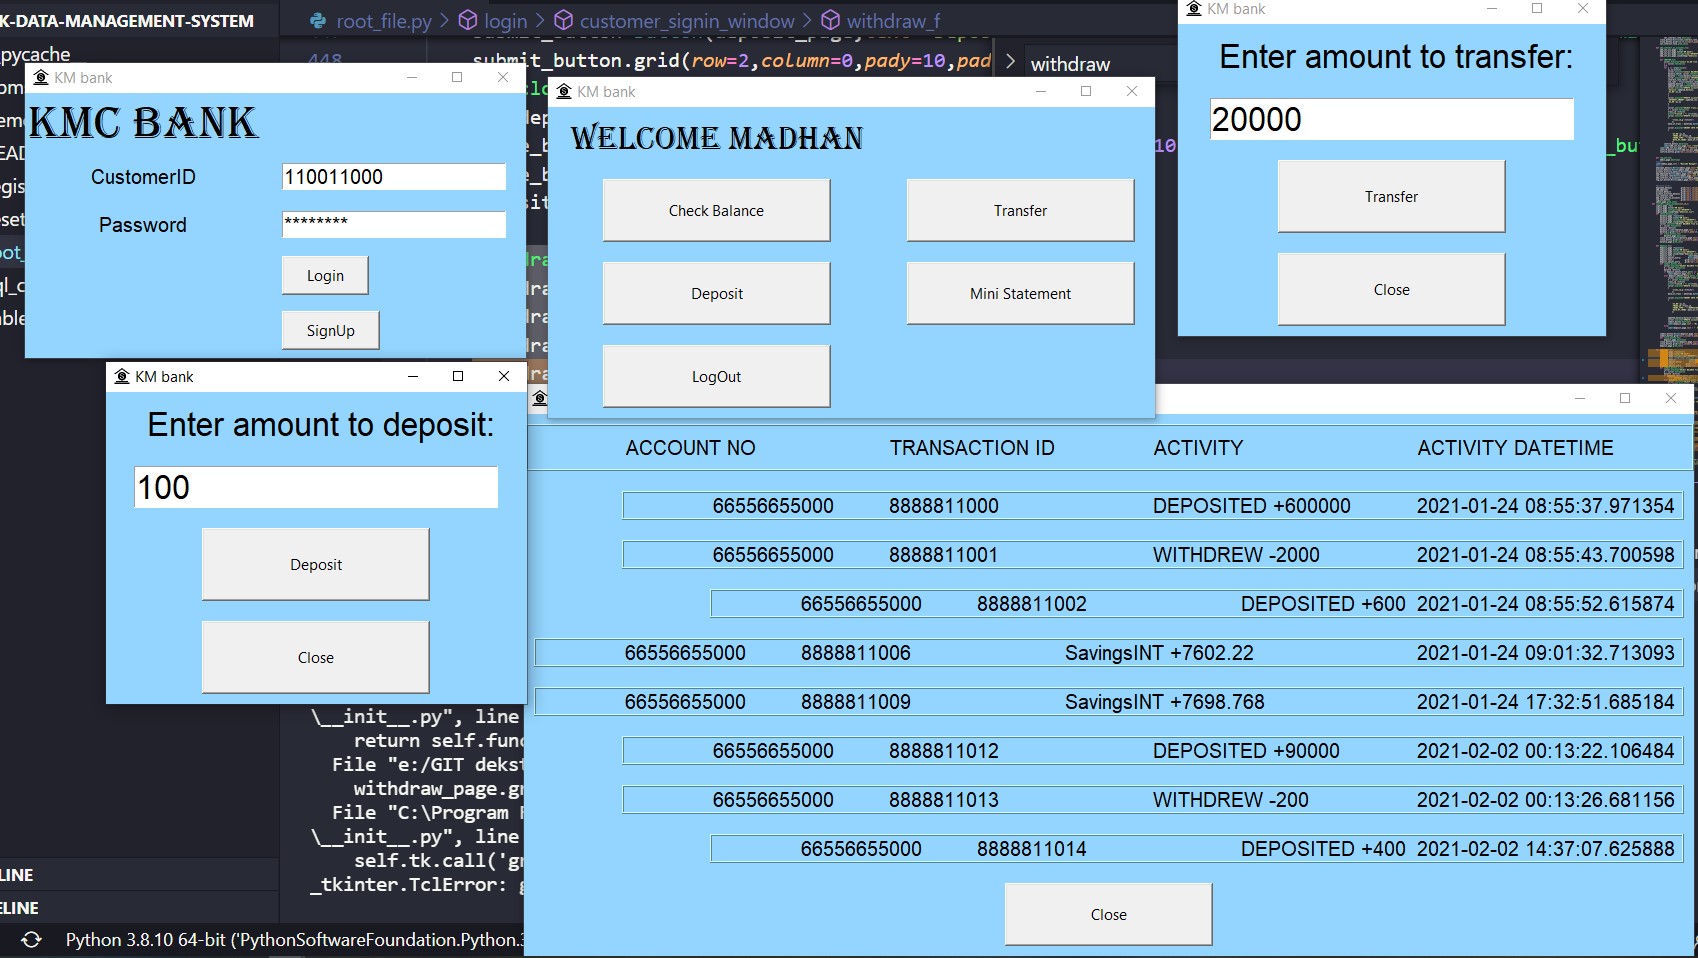 K-DATA-MANAGEMENT-SYSTEM
root_file.py > login > customer_signin_window > withdraw_f
pycache
448
submit_button.grid(row=2,column=0,pady=10,pad
> withdraw
KM bank
KMC BANK
CustomerID 110011000
Password ********
Login
SignUp
KM bank
WELCOME MADHAN
Check Balance Transfer
Deposit Mini Statement
LogOut
KM bank
Enter amount to transfer:
20000
Transfer
Close
KM bank
Enter amount to deposit:
100
Deposit
Close
ACCOUNT NO TRANSACTION ID ACTIVITY ACTIVITY DATETIME
66556655000 8888811000 DEPOSITED +600000 2021-01-24 08:55:37.971354
66556655000 8888811001 WITHDREW -2000 2021-01-24 08:55:43.700598
66556655000 8888811002 DEPOSITED +600 2021-01-24 08:55:52.615874
66556655000 8888811006 SavingsINT +7602.22 2021-01-24 09:01:32.713093
66556655000 8888811009 SavingsINT +7698.768 2021-01-24 17:32:51.685184
66556655000 8888811012 DEPOSITED +90000 2021-02-02 00:13:22.106484
66556655000 8888811013 WITHDREW -200 2021-02-02 00:13:26.681156
66556655000 8888811014 DEPOSITED +400 2021-02-02 14:37:07.625888
Close
\__init__.py", line
return self.func
File "e:/GIT dekst
withdraw_page.gr
File "C:\Program F
\__init__.py", line
self.tk.call('gr
_tkinter.TclError: g
LINE
ELINE
Python 3.8.10 64-bit ('PythonSoftwareFoundation.Python.3